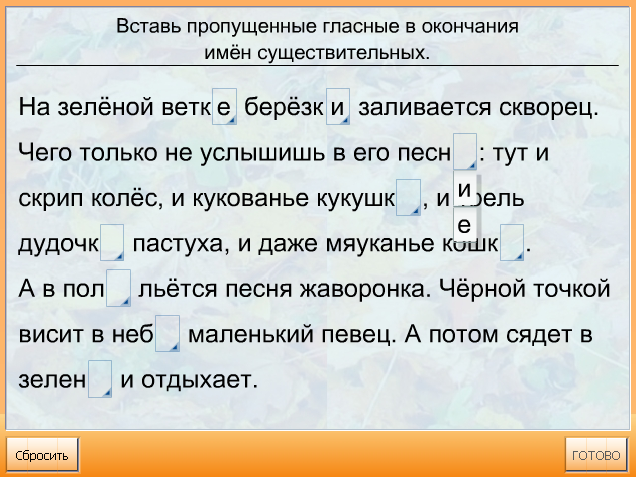 Вставь пропущенные гласные в окончания
имён существительных.
На зелёной ветке берёзки заливается скворец.
Чего только не услышишь в его песн : тут и
скрип колёс, и кукованье кукушк , и трель
и
е
дудочк пастуха, и даже мяуканье кошк .
А в пол льётся песня жаворонка. Чёрной точкой
висит в неб маленький певец. А потом сядет в
зелен и отдыхает.
Сбросить ГОТОВО